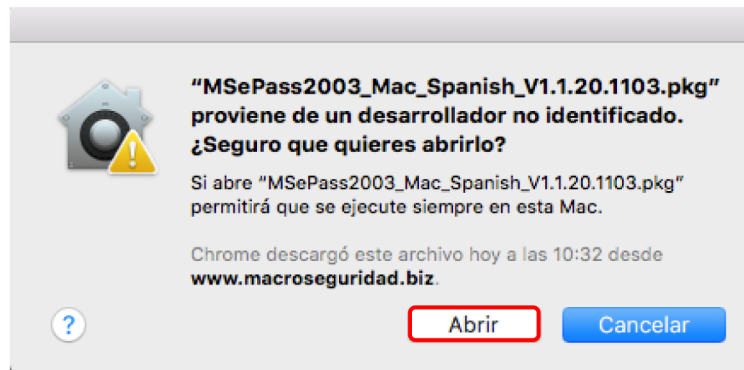 “MSePass2003_Mac_Spanish_V1.1.20.1103.pkg”
proviene de un desarrollador no identificado.
¿Seguro que quieres abrirlo?
Si abre “MSePass2003_Mac_Spanish_V1.1.20.1103.pkg”
permitirá que se ejecute siempre en esta Mac.
Chrome descargó este archivo hoy a las 10:32 desde
www.macroseguridad.biz.
?
Abrir
Cancelar